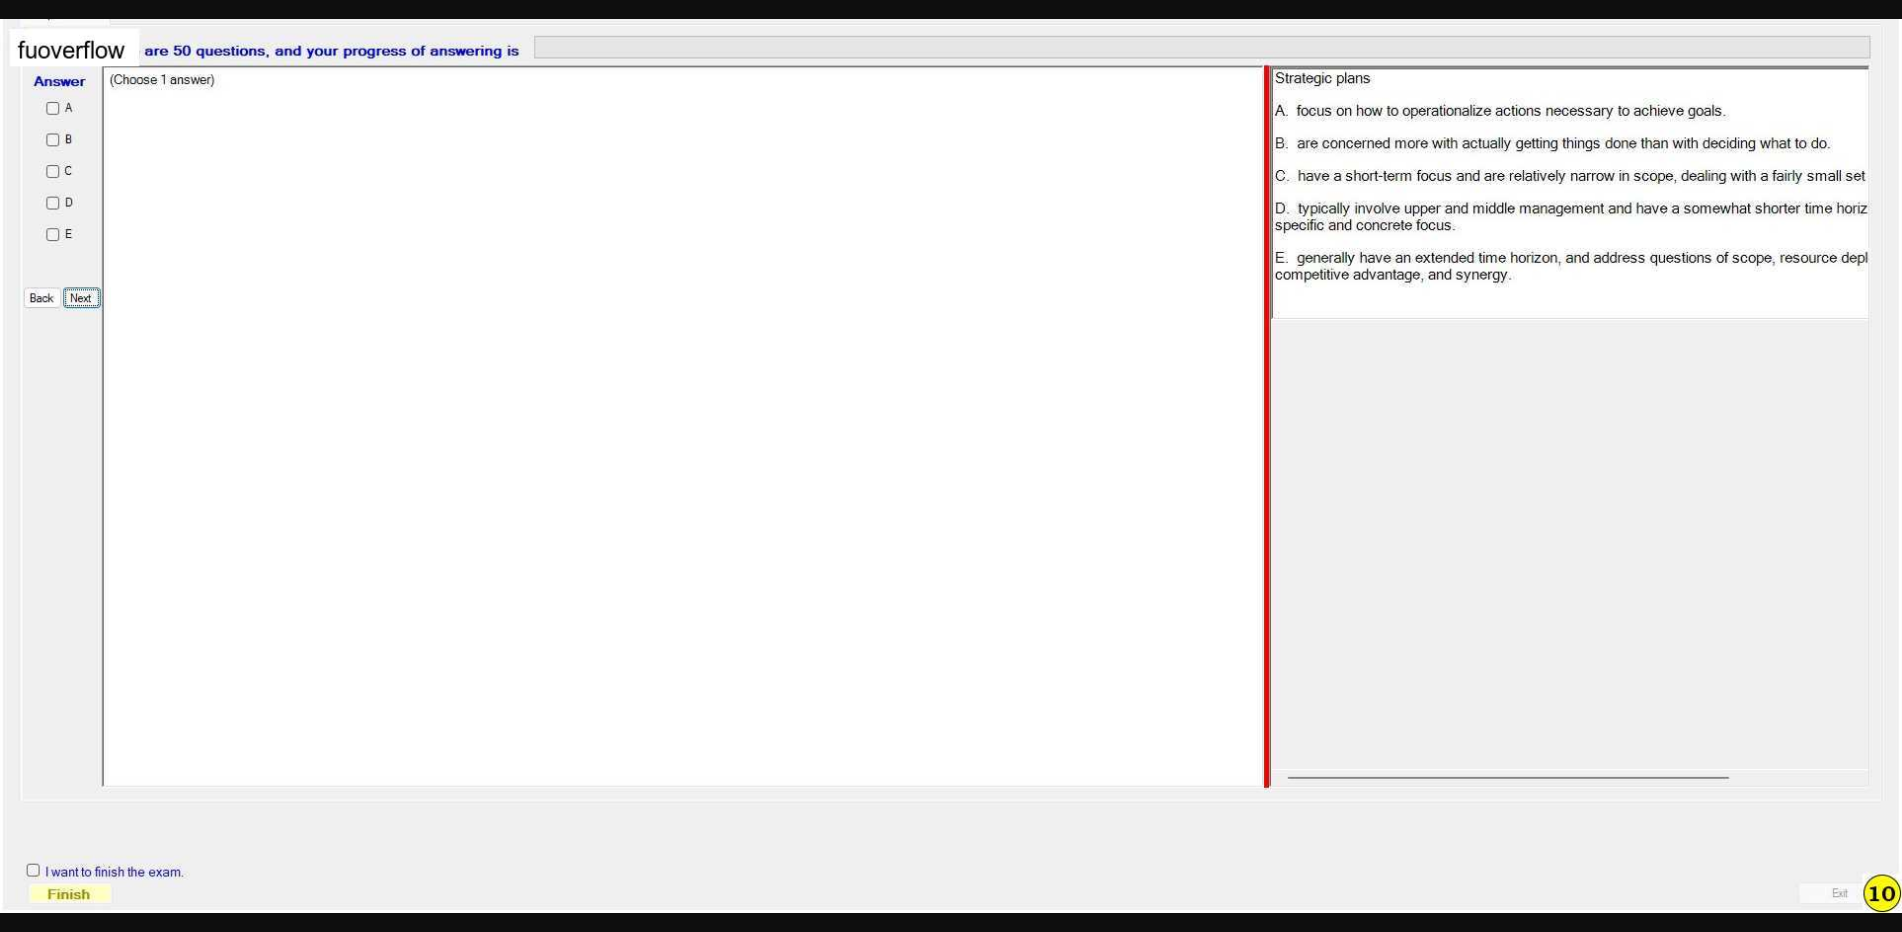 fuoverflow are 50 questions, and your progress of answering is
Answer
A
B
C
D
E
Back Next
(Choose 1 answer)
Strategic plans
A. focus on how to operationalize actions necessary to achieve goals.
B. are concerned more with actually getting things done than with deciding what to do.
C. have a short-term focus and are relatively narrow in scope, dealing with a fairly small set
D. typically involve upper and middle management and have a somewhat shorter time horiz
specific and concrete focus.
E. generally have an extended time horizon, and address questions of scope, resource depl
competitive advantage, and synergy.
I want to finish the exam.
Finish
Exit 10